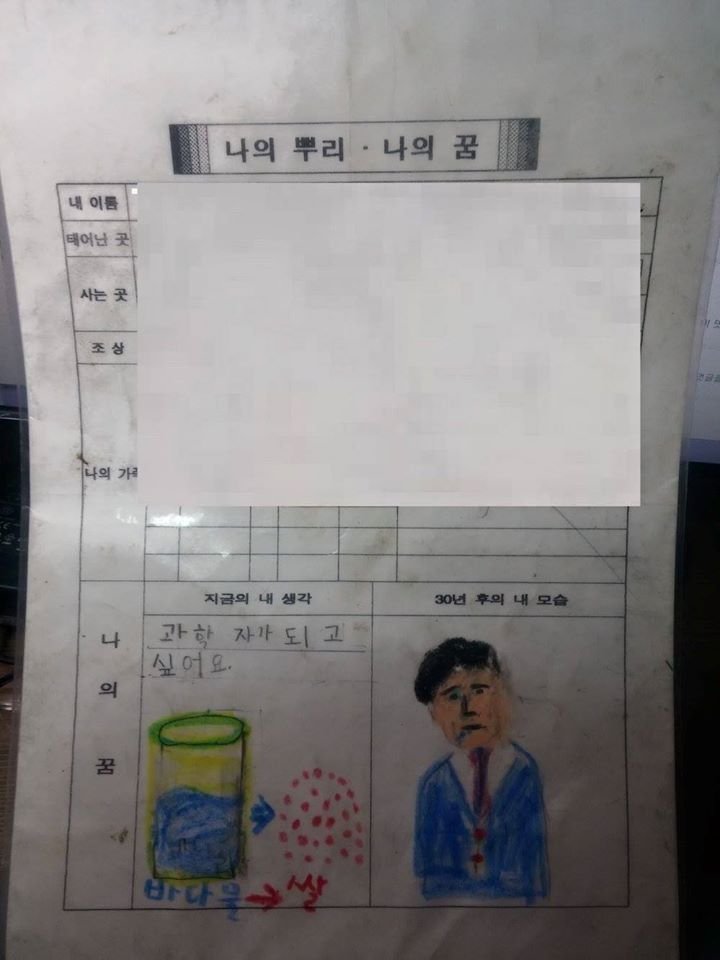 나의 뿌리 · 나의 꿈
내 이름
태어난 곳
사는 곳
조 상
나의
지금의 내 생각
30년 후의 내 모습
나의 꿈
과학 자가 되고
싶어요.
바다물 → 쌀